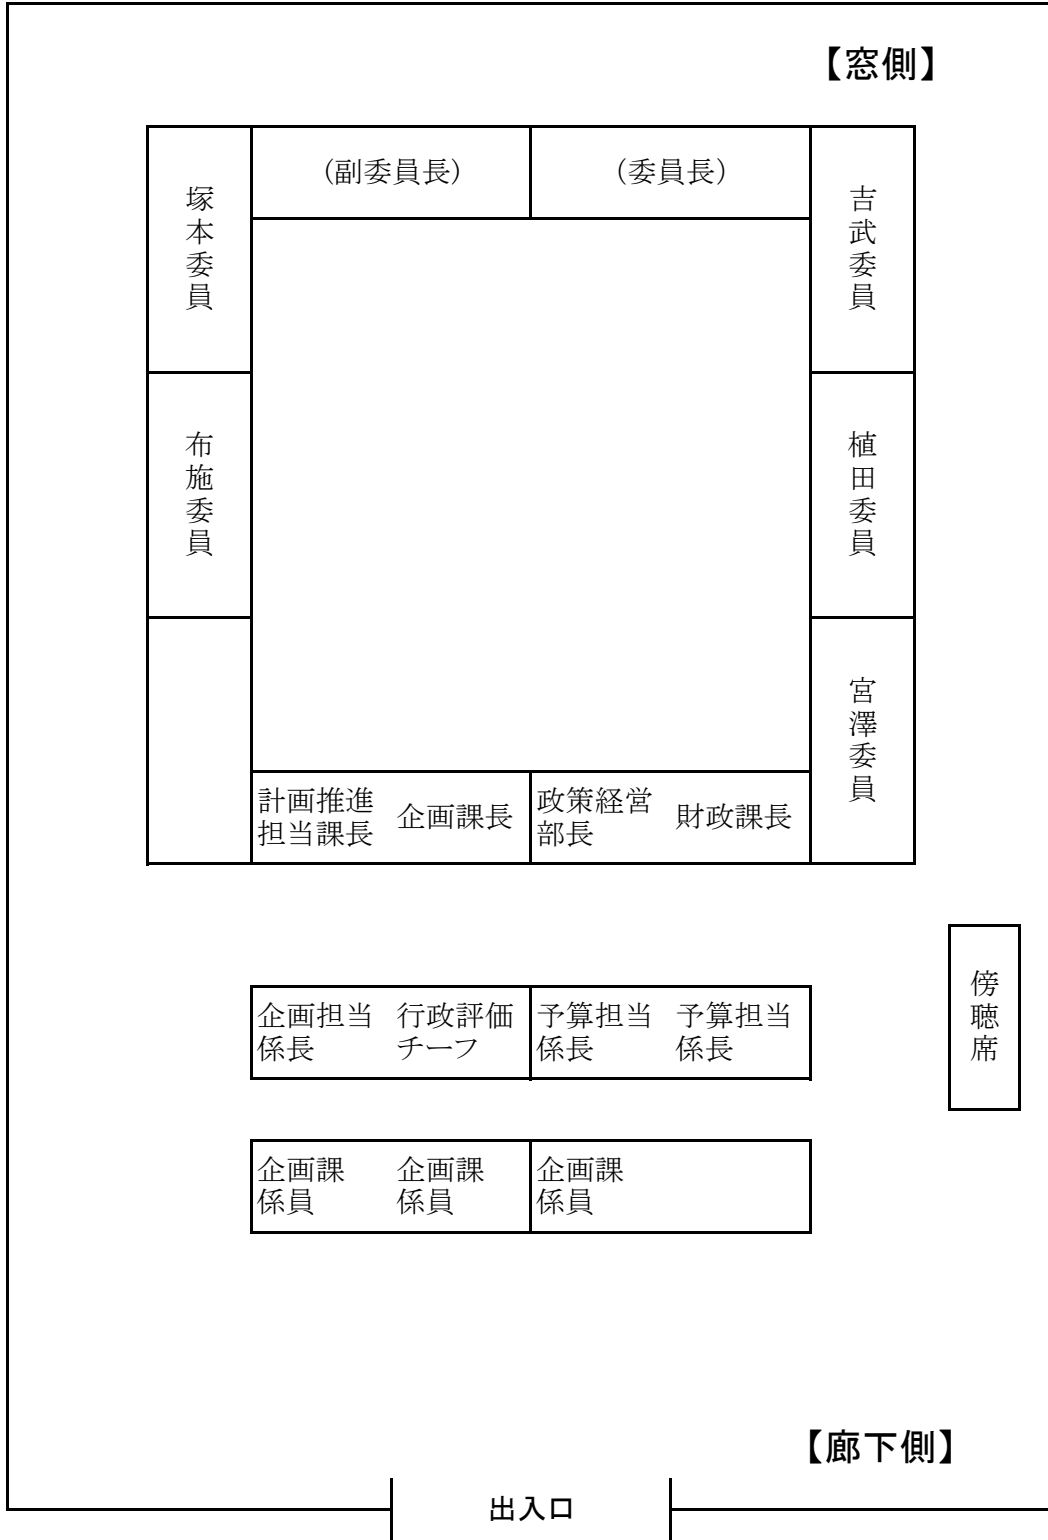 【窓側】
(副委員長)
(委員長)
塚本委員
吉武委員
布施委員
植田委員
宮澤委員
計画推進
担当課長
企画課長
政策経営
部長
財政課長
傍聴席
企画担当
係長
行政評価
チーフ
予算担当
係長
予算担当
係長
企画課
係員
企画課
係員
企画課
係員
【廊下側】
出入口